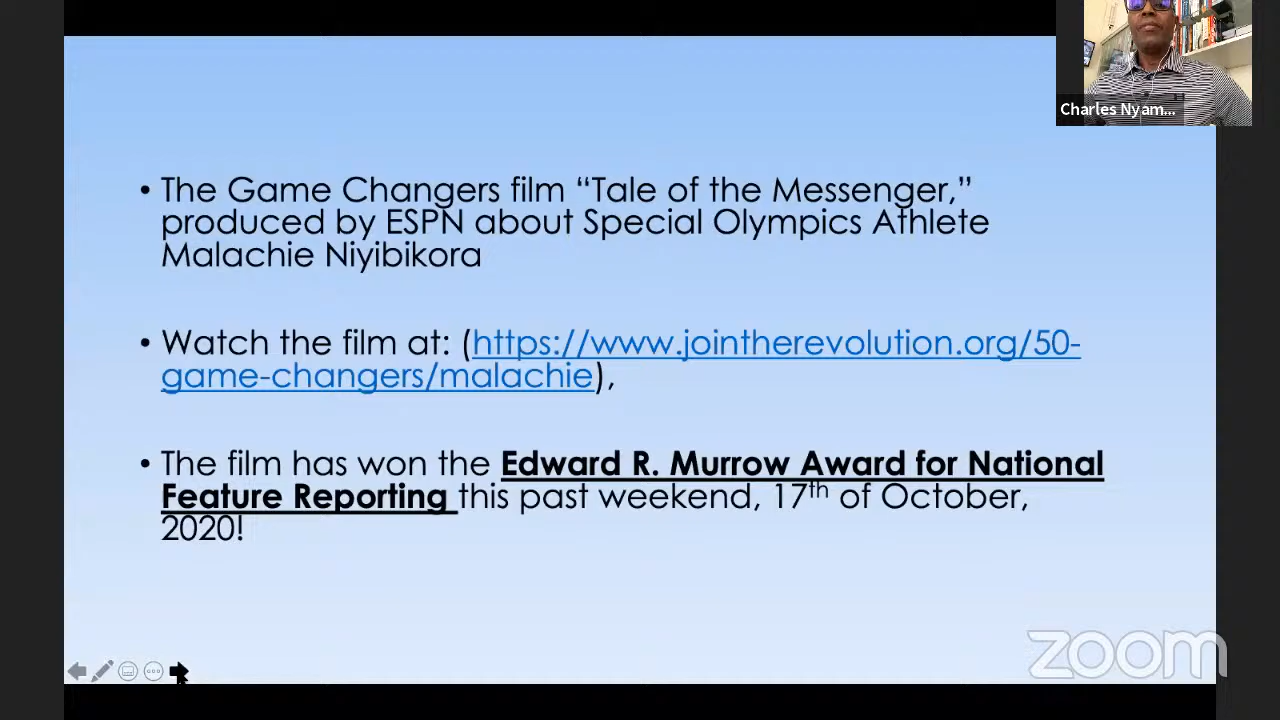 Charles Nyam...
• The Game Changers film “Tale of the Messenger,”
produced by ESPN about Special Olympics Athlete
Malachie Niyibikora
• Watch the film at: (https://www.jointherevolution.org/50-
game-changers/malachie),
• The film has won the Edward R. Murrow Award for National
Feature Reporting this past weekend, 17th of October,
2020!
zoom